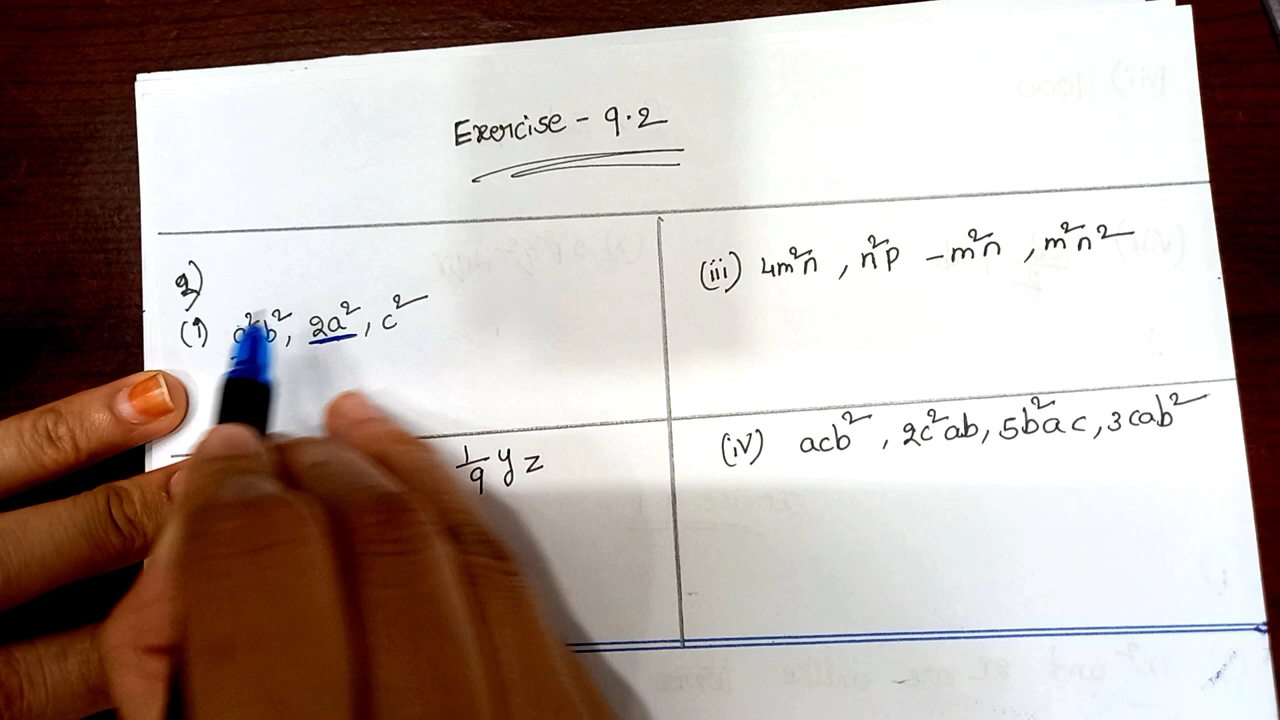 Exercise - 9.2
2)
(i) a²b², 2a², c²
(iii) 4m²n, n²p -m²n, m²n²
1/9 yz
(iv) acb², 2c²ab, 5b²ac, 3cab²